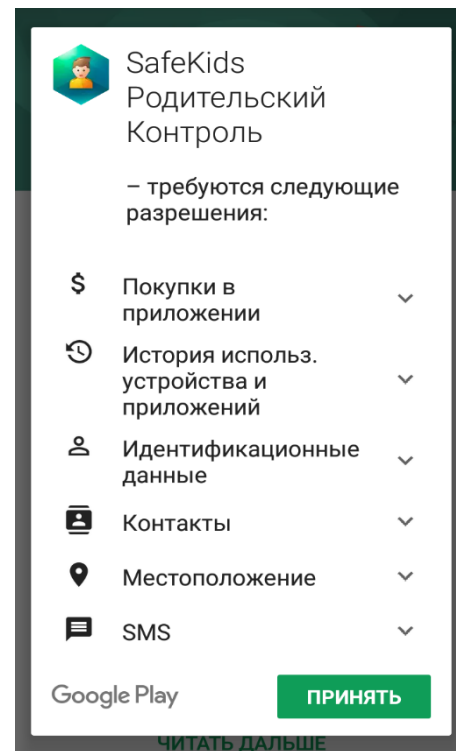 SafeKids
Родительский
Контроль
– требуются следующие
разрешения:
$
Покупки в
приложении
История использ.
устройства и
приложений
Идентификационные
данные
Контакты
Местоположение
SMS
Google Play
ПРИНЯТЬ
ЧИТАТЬ ДАЛЬШЕ